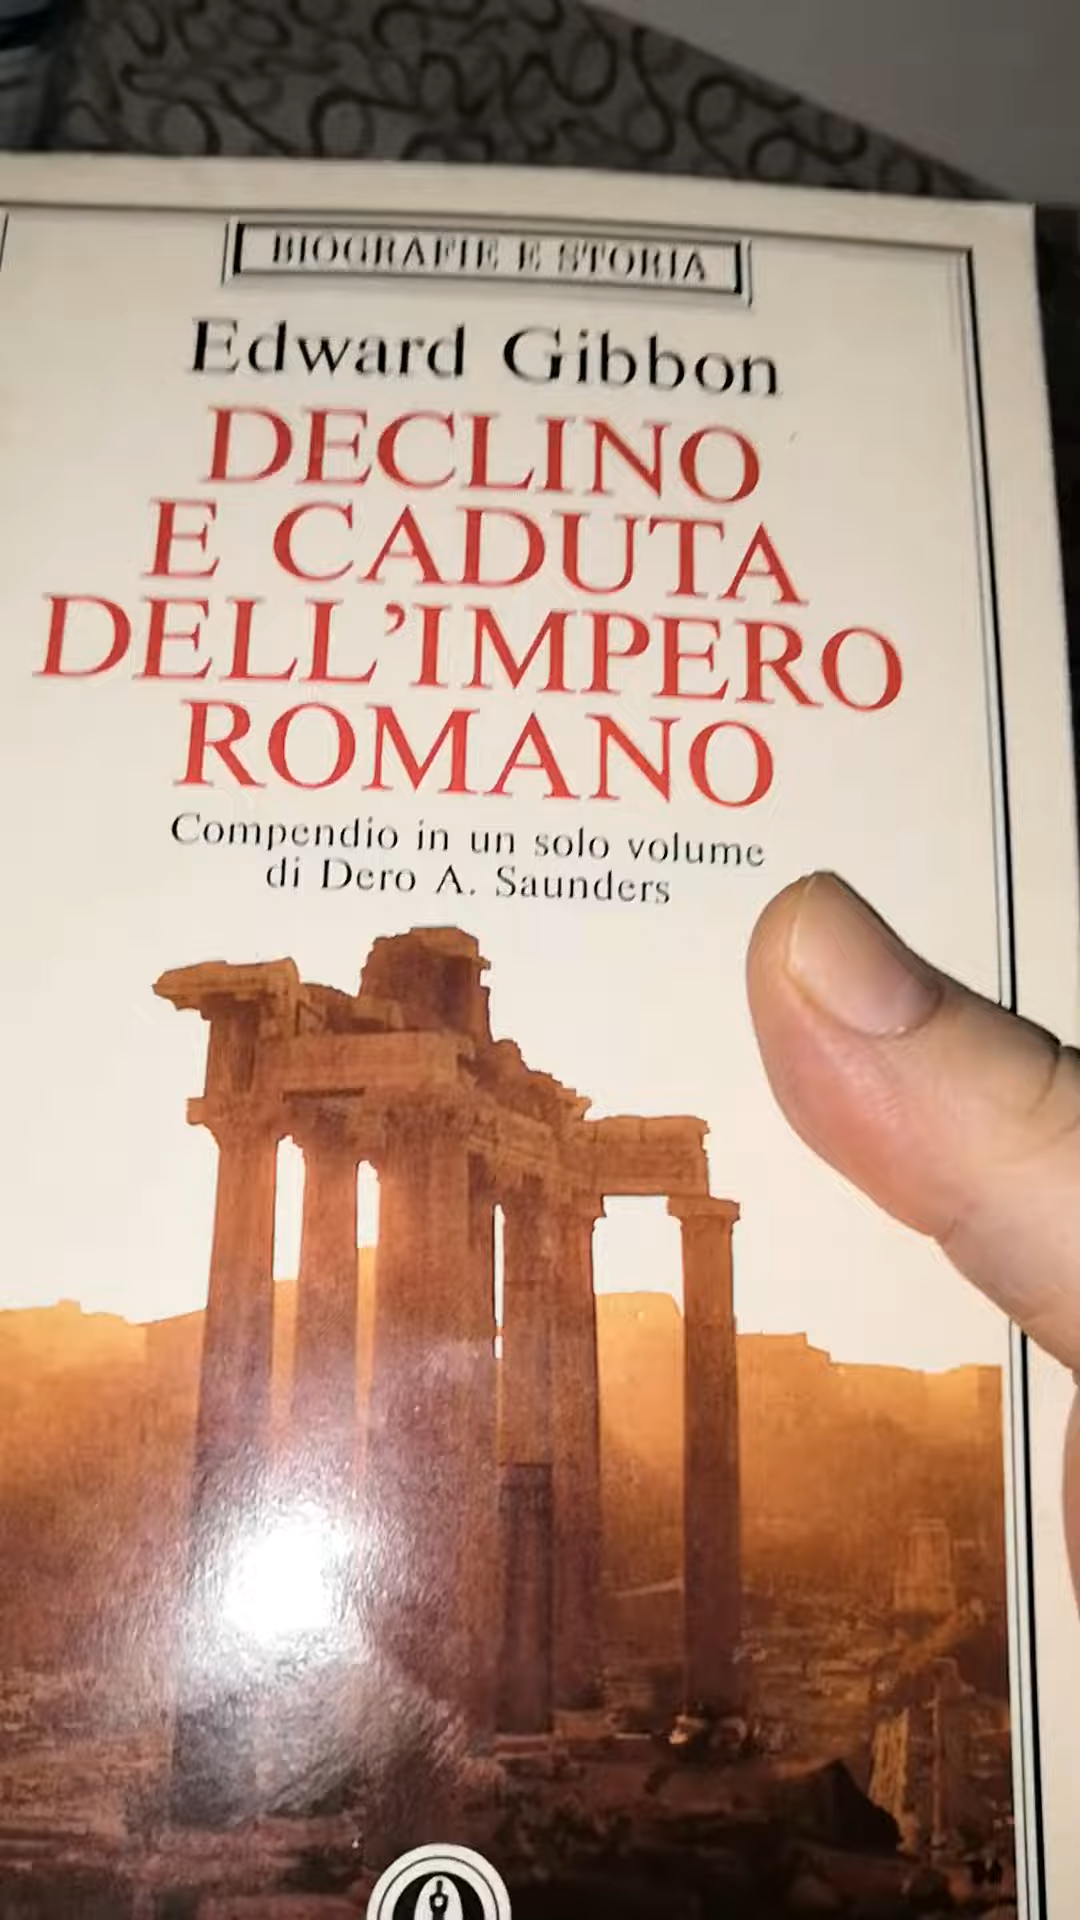 BIOGRAFIE E STORIA
Edward Gibbon
DECLINO
E CADUTA
DELL'IMPERO
ROMANO
Compendio in un solo volume
di Dero A. Saunders